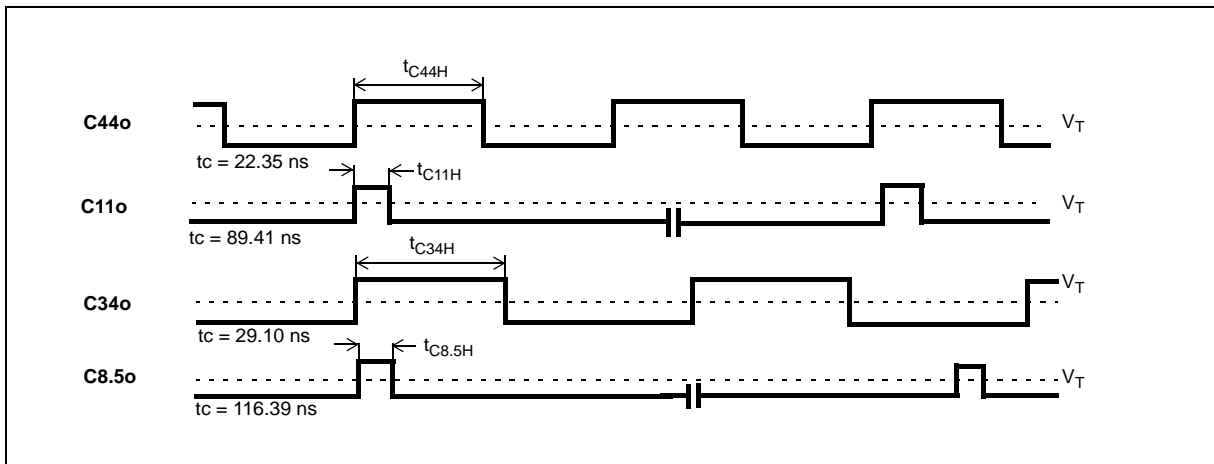 tC44H
C44o
VT
tc = 22.35 ns
tC11H
C11o
VT
tc = 89.41 ns
tC34H
C34o
VT
tc = 29.10 ns
tC8.5H
C8.5o
VT
tc = 116.39 ns